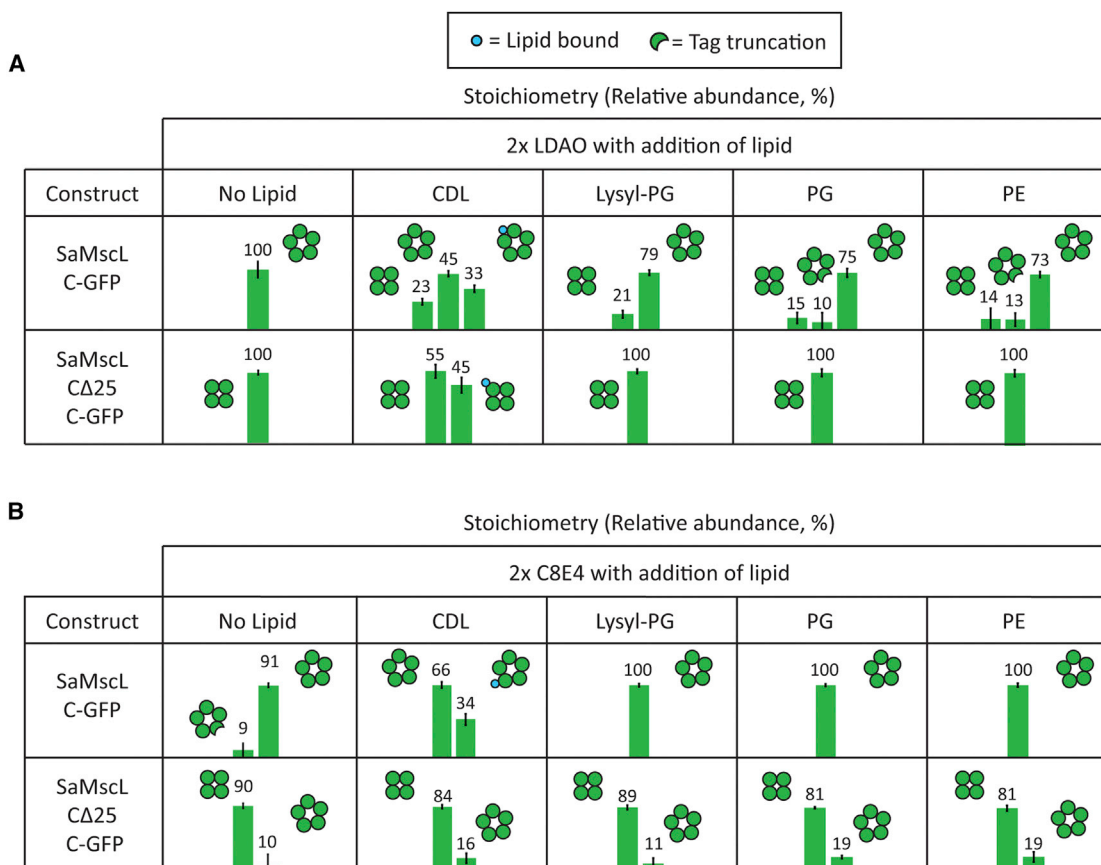 = Lipid bound = Tag truncation
A
Stoichiometry (Relative abundance, %)
2x LDAO with addition of lipid
Construct No Lipid CDL Lysyl-PG PG PE
SaMscL
C-GFP
100
23 45 33
21 79
15 10 75
14 13 73
SaMscL
CΔ25
C-GFP
100
55 45
100
100
100
B
Stoichiometry (Relative abundance, %)
2x C8E4 with addition of lipid
Construct No Lipid CDL Lysyl-PG PG PE
SaMscL
C-GFP
9 91
66 34
100
100
100
SaMscL
CΔ25
C-GFP
90 10
84 16
89 11
81 19
81 19